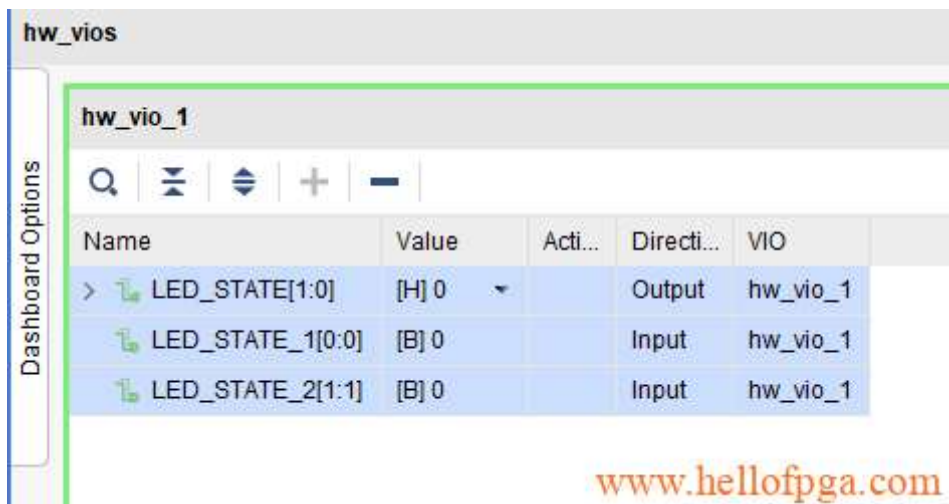 hw_vios
Dashboard Options
hw_vio_1
Name Value Acti... Directi... VIO
> LED_STATE[1:0] [H] 0 Output hw_vio_1
LED_STATE_1[0:0] [B] 0 Input hw_vio_1
LED_STATE_2[1:1] [B] 0 Input hw_vio_1
www.hellofpga.com